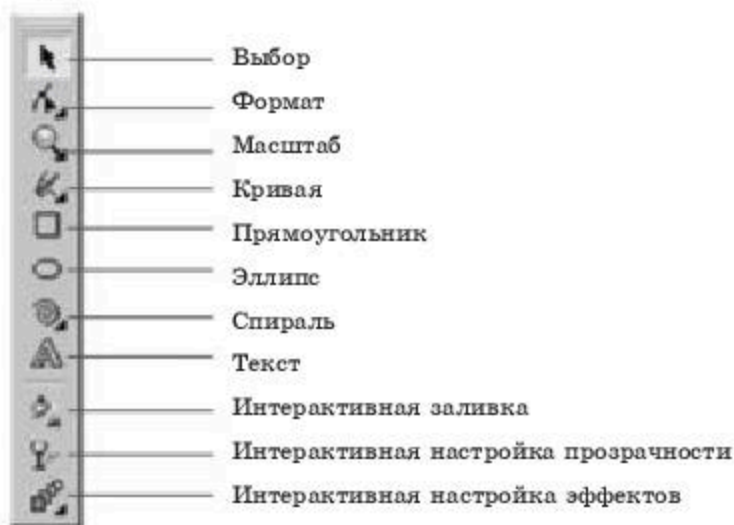 Выбор
Формат
Масштаб
Кривая
Прямоугольник
Эллипс
Спираль
Текст
Интерактивная заливка
Интерактивная настройка прозрачности
Интерактивная настройка эффектов